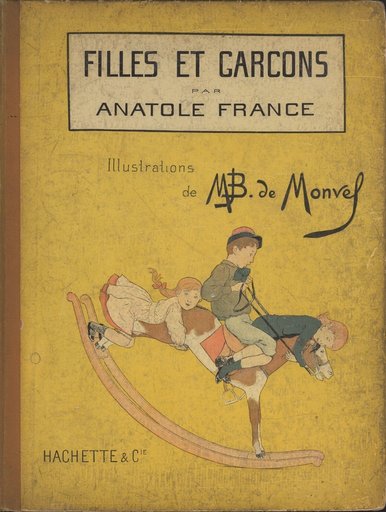 FILLES ET GARCONS
PAR
ANATOLE FRANCE
Illustrations
de MB. de Monvel
HACHETTE & Cie